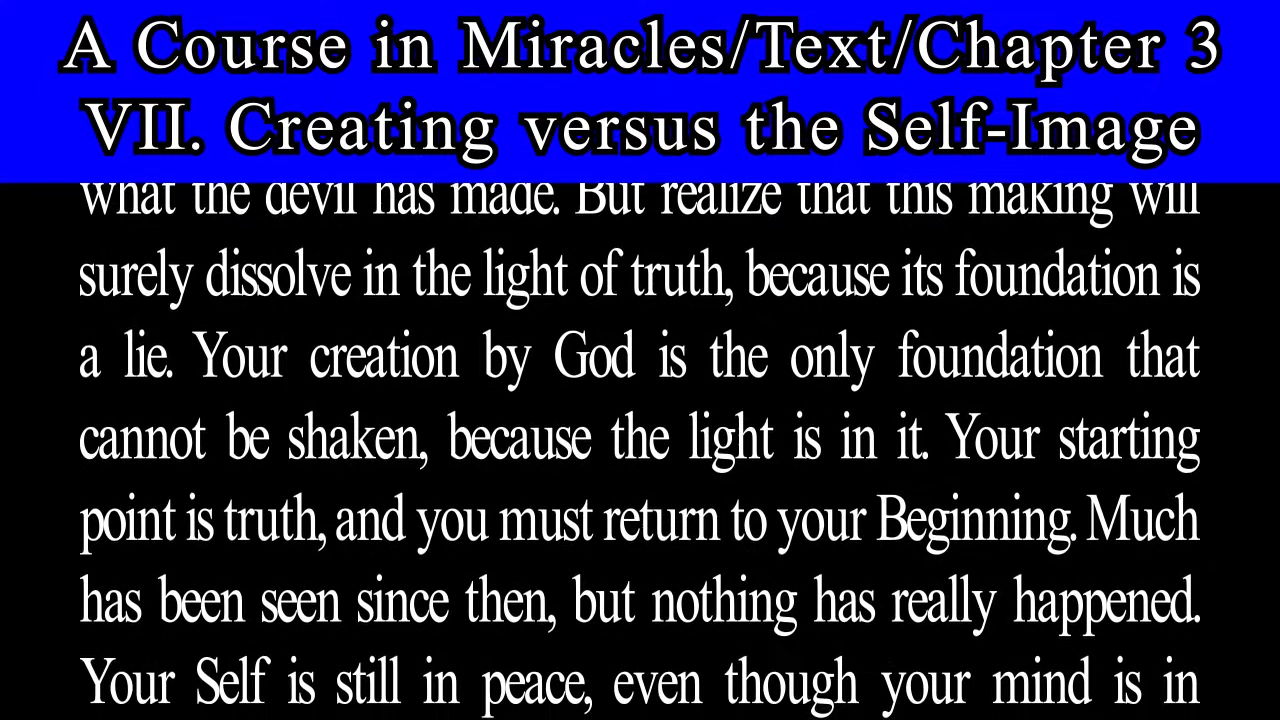 A Course in Miracles/Text/Chapter 3
VII. Creating versus the Self-Image
what the devil has made. But realize that this making will
surely dissolve in the light of truth, because its foundation is
a lie. Your creation by God is the only foundation that
cannot be shaken, because the light is in it. Your starting
point is truth, and you must return to your Beginning. Much
has been seen since then, but nothing has really happened.
Your Self is still in peace, even though your mind is in